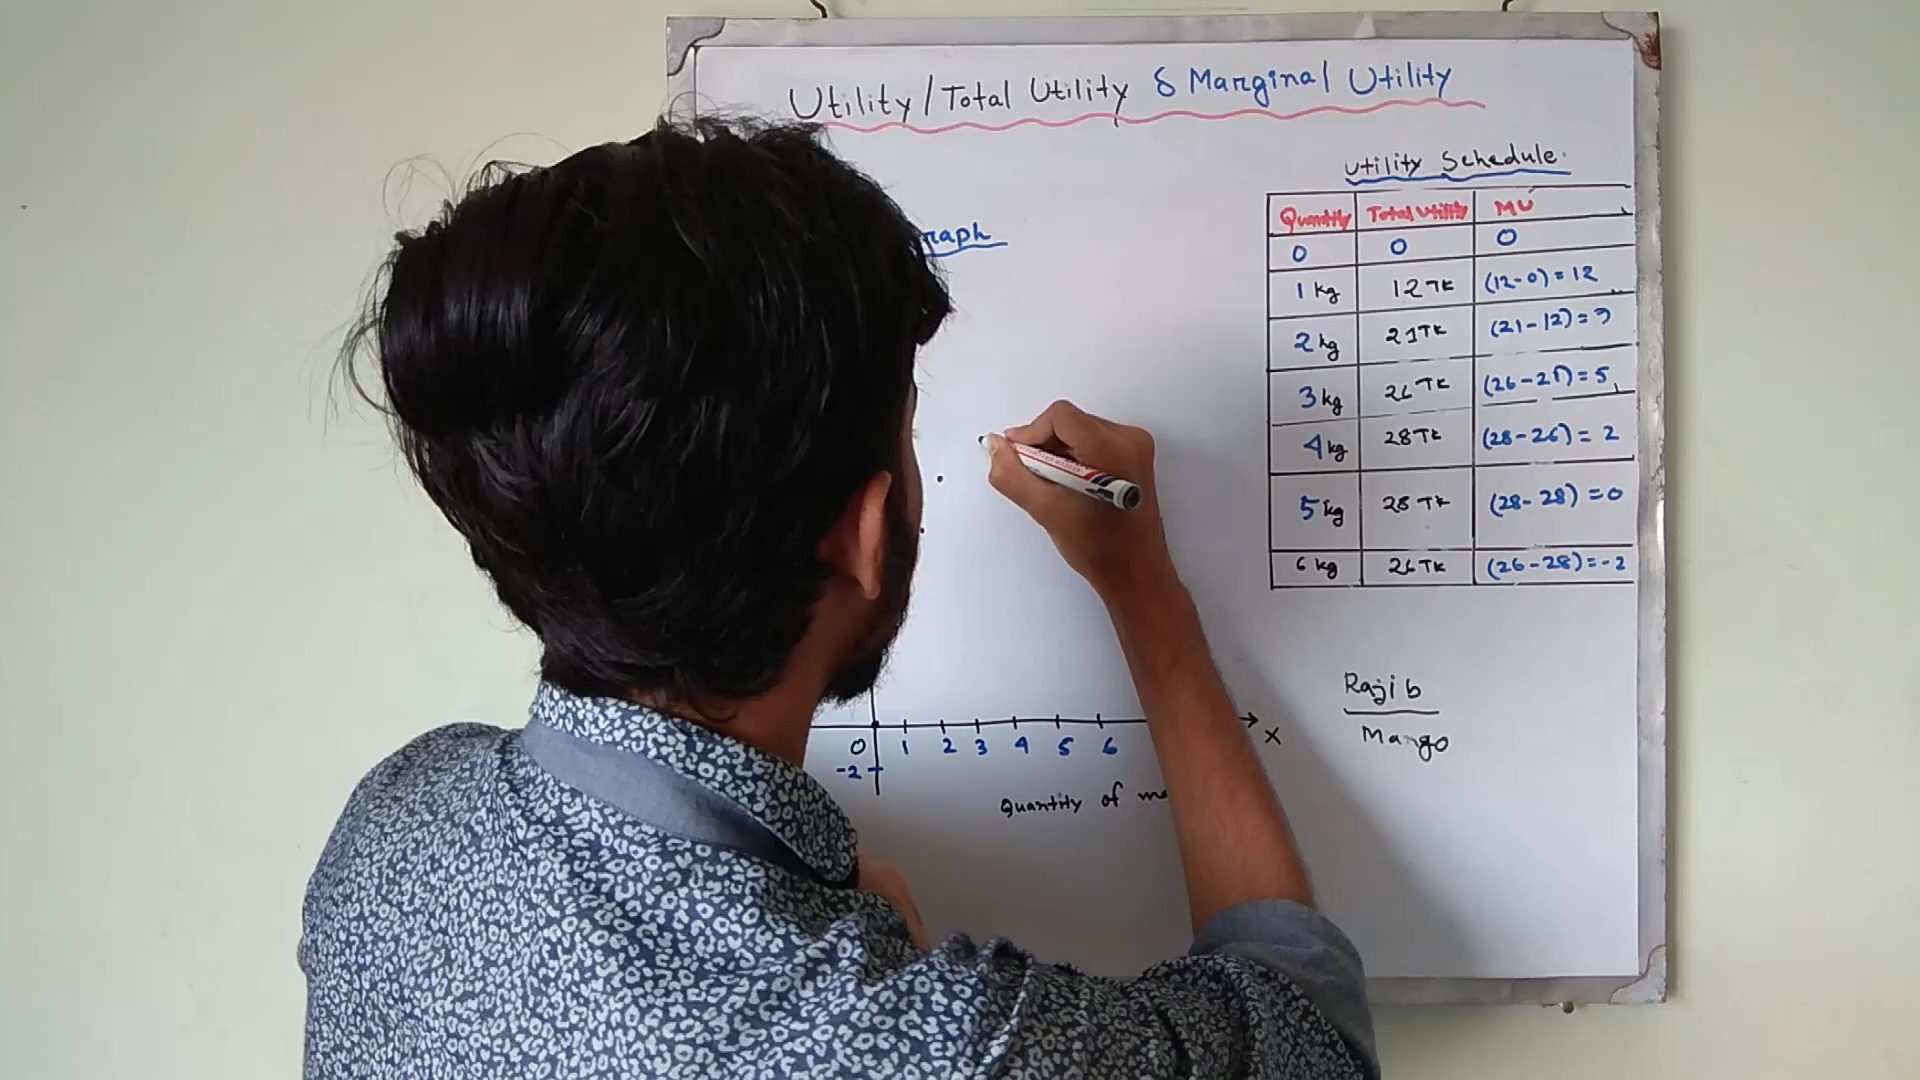 Utility/Total Utility & Marginal Utility
Utility Schedule
raph
Quantity Total Utility MU
0 0 0
1 kg 12 TK (12-0) = 12
2 kg 21 TK (21-12) = 9
3 kg 26 TK (26-21) = 5
4 kg 28 TK (28-26) = 2
5 kg 28 TK (28-28) = 0
6 kg 26 TK (26-28) = -2
Rajib
Mango
0 1 2 3 4 5 6 X
-2
Quantity of